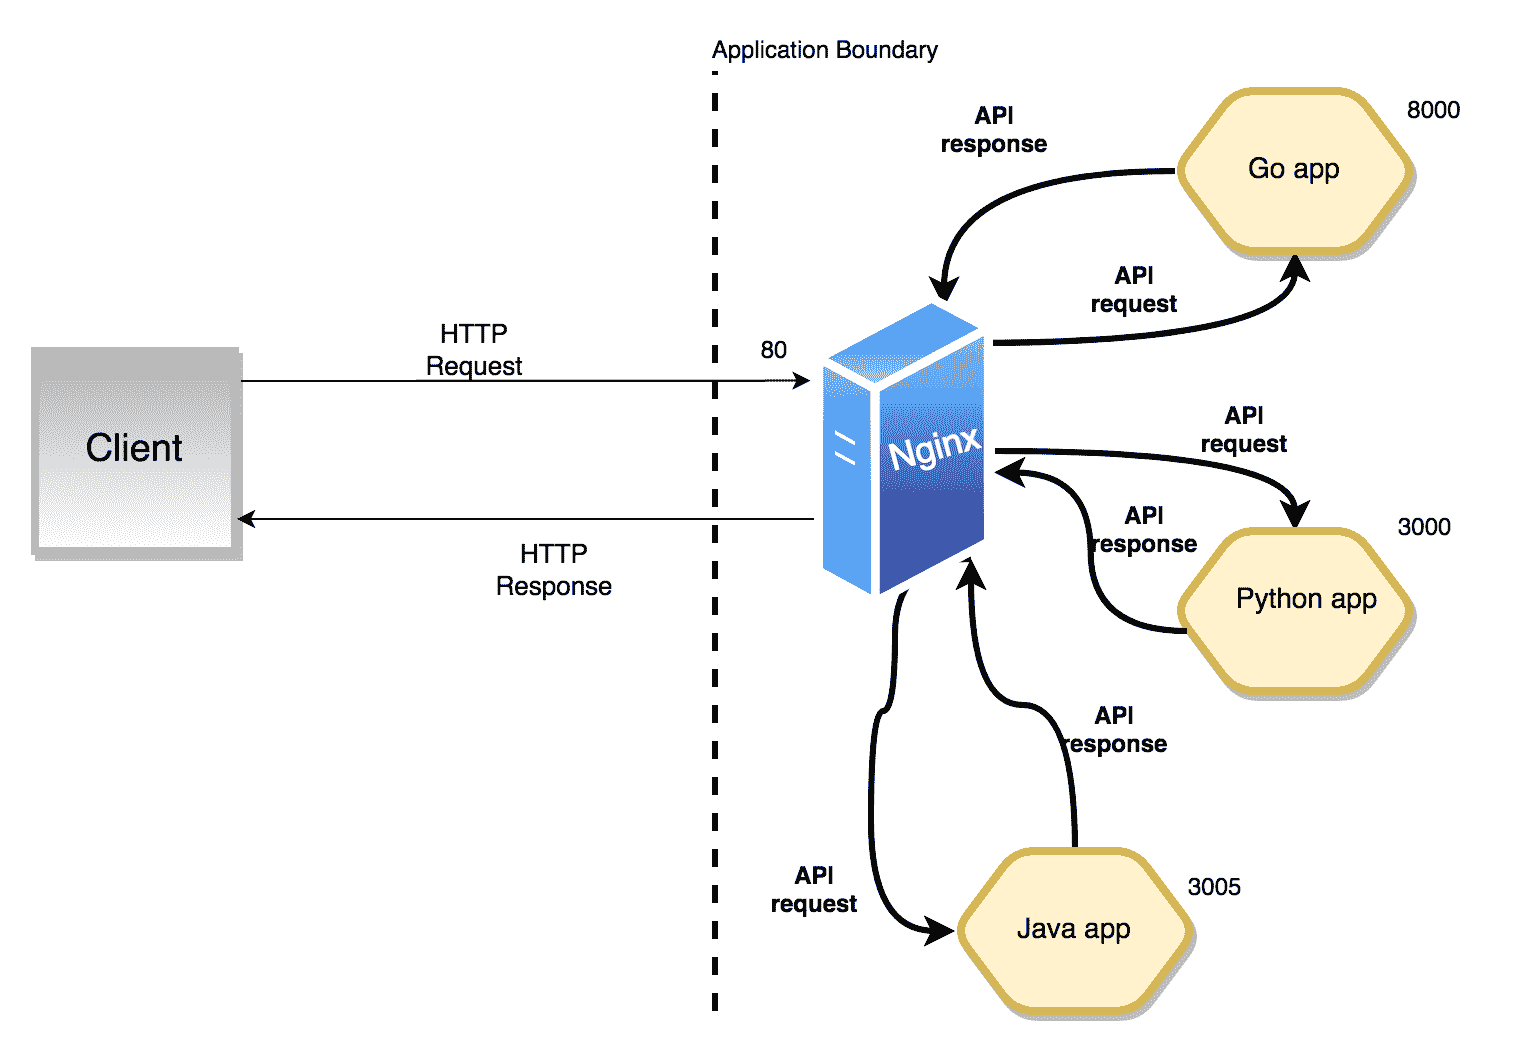 Application Boundary
API
response
8000
Go app
API
request
HTTP
Request
80
Client
Nginx
API
request
API
response
3000
HTTP
Response
Python app
API
response
API
request
3005
Java app